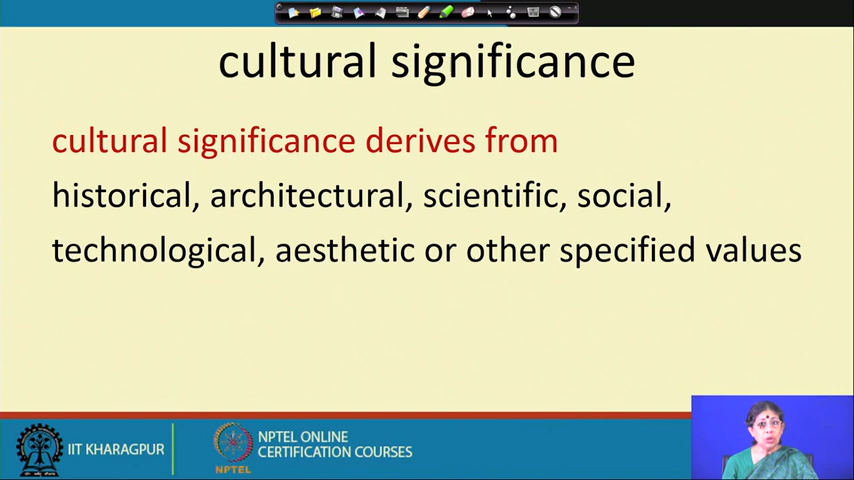 cultural significance
cultural significance derives from
historical, architectural, scientific, social,
technological, aesthetic or other specified values
IIT KHARAGPUR
NPTEL
NPTEL ONLINE
CERTIFICATION COURSES